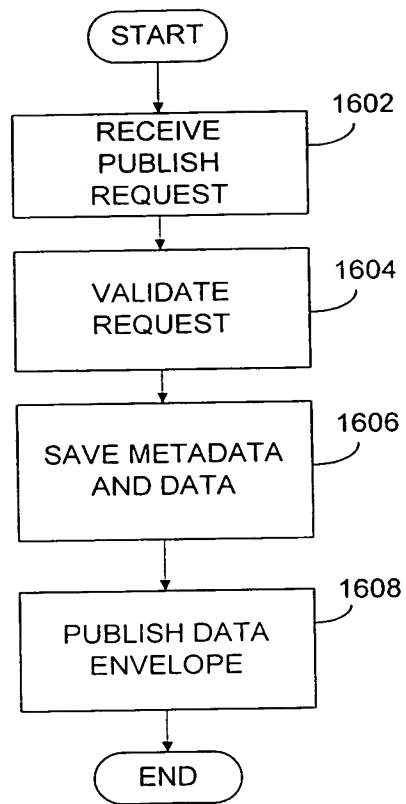 START
1602
RECEIVE
PUBLISH
REQUEST
1604
VALIDATE
REQUEST
1606
SAVE METADATA
AND DATA
1608
PUBLISH DATA
ENVELOPE
END